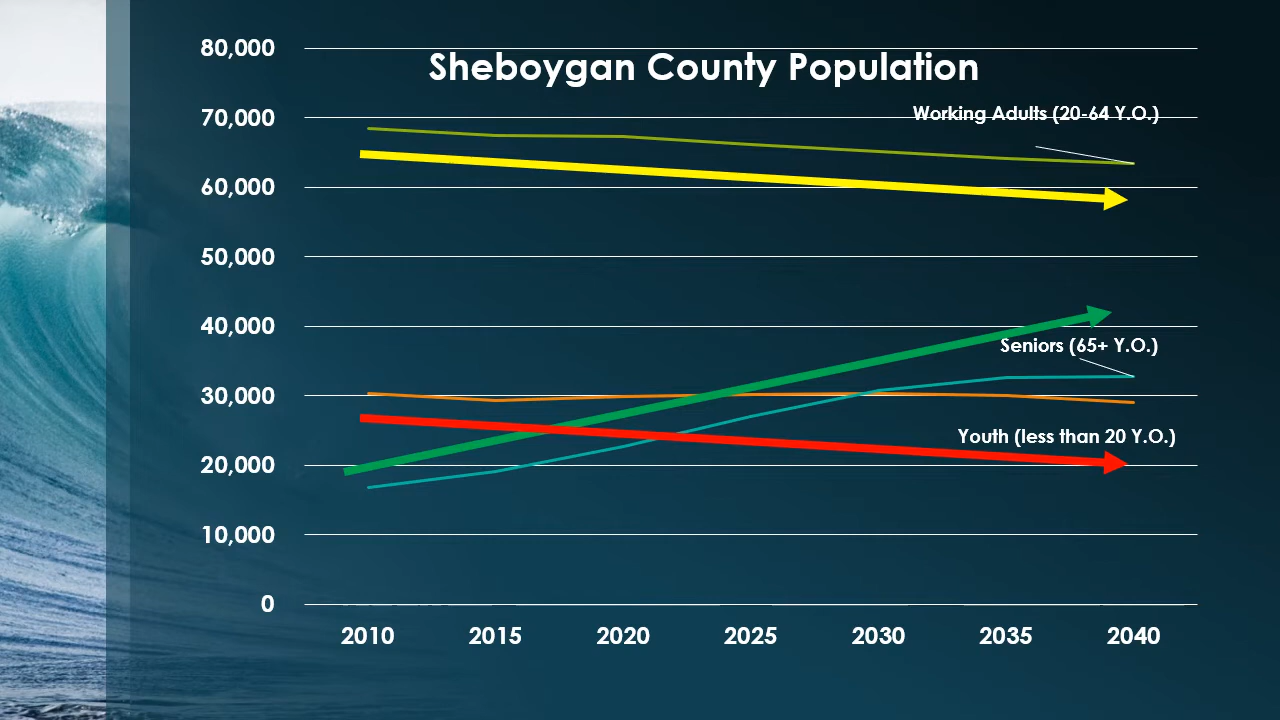 Sheboygan County Population
80,000
70,000
60,000
50,000
40,000
30,000
20,000
10,000
0
Working Adults (20-64 Y.O.)
Seniors (65+ Y.O.)
Youth (less than 20 Y.O.)
2010 2015 2020 2025 2030 2035 2040